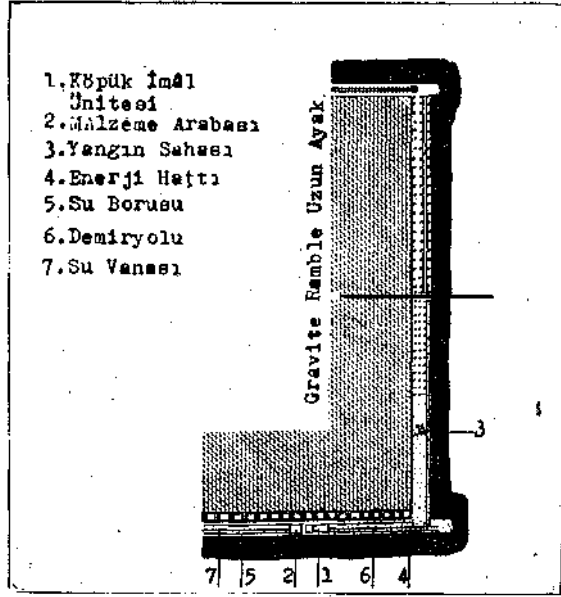 1.Köpük İmâl
Ünitesi
2.Malzeme Arabası
3.Yangın Sahası
4.Enerji Hattı
5.Su Borusu
6.Demiryolu
7.Su Vanası
Gravite Ramble Uzun Ayak
3
7 5 2 1 6 4